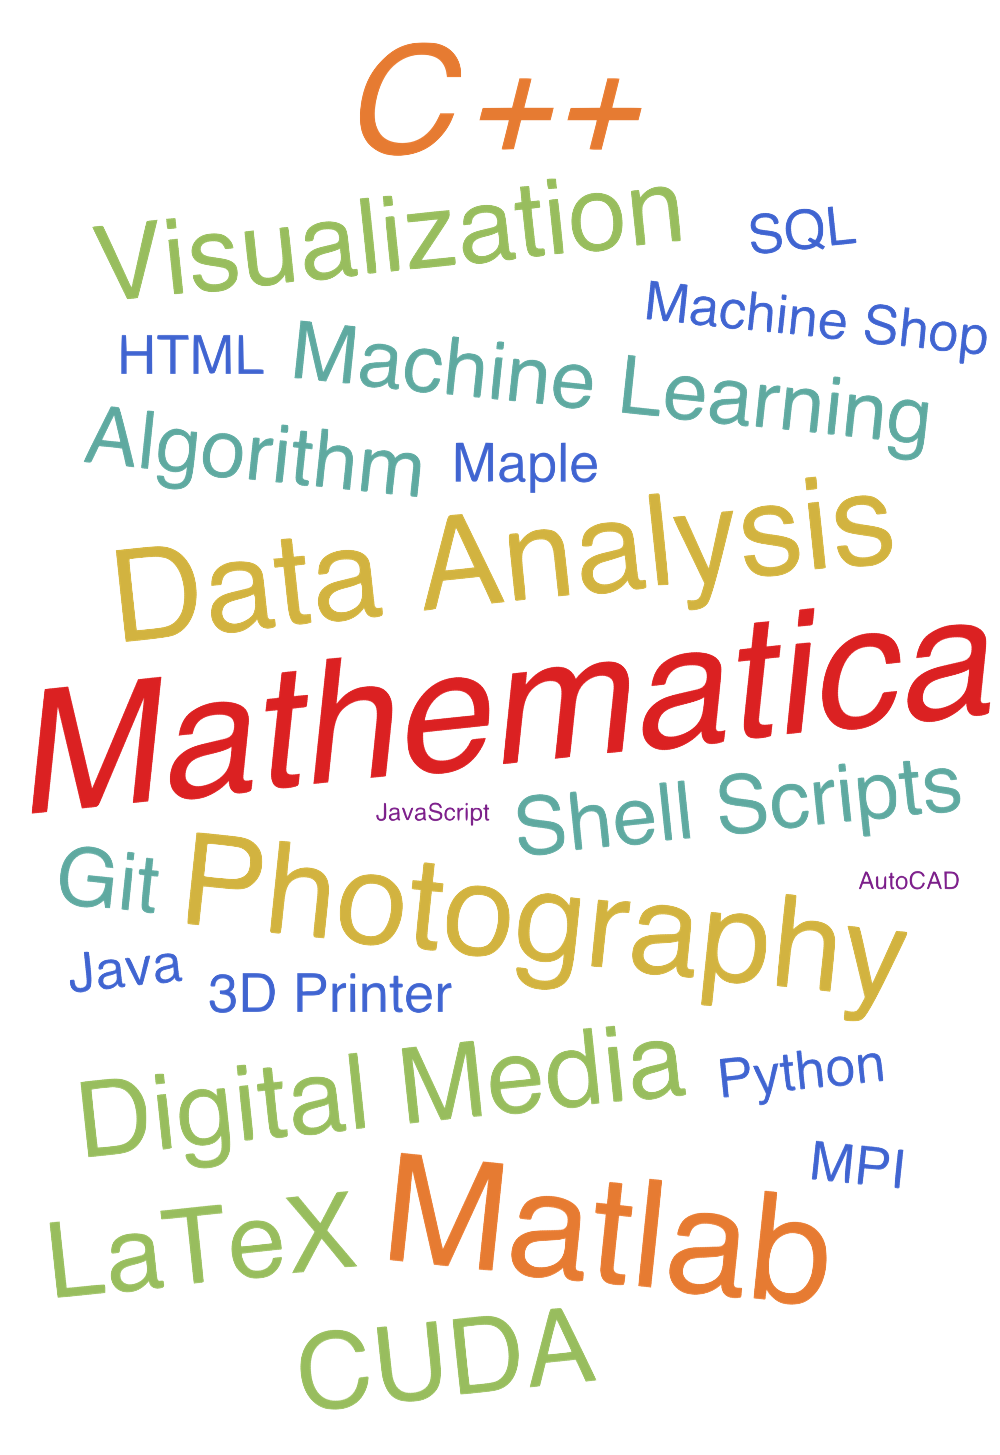 C++
Visualization
SQL
Machine Shop
HTML
Machine Learning
Algorithm
Maple
Data Analysis
Mathematica
JavaScript
Shell Scripts
Git
Photography
AutoCAD
Java
3D Printer
Digital Media
Python
MPI
LaTeX
Matlab
CUDA